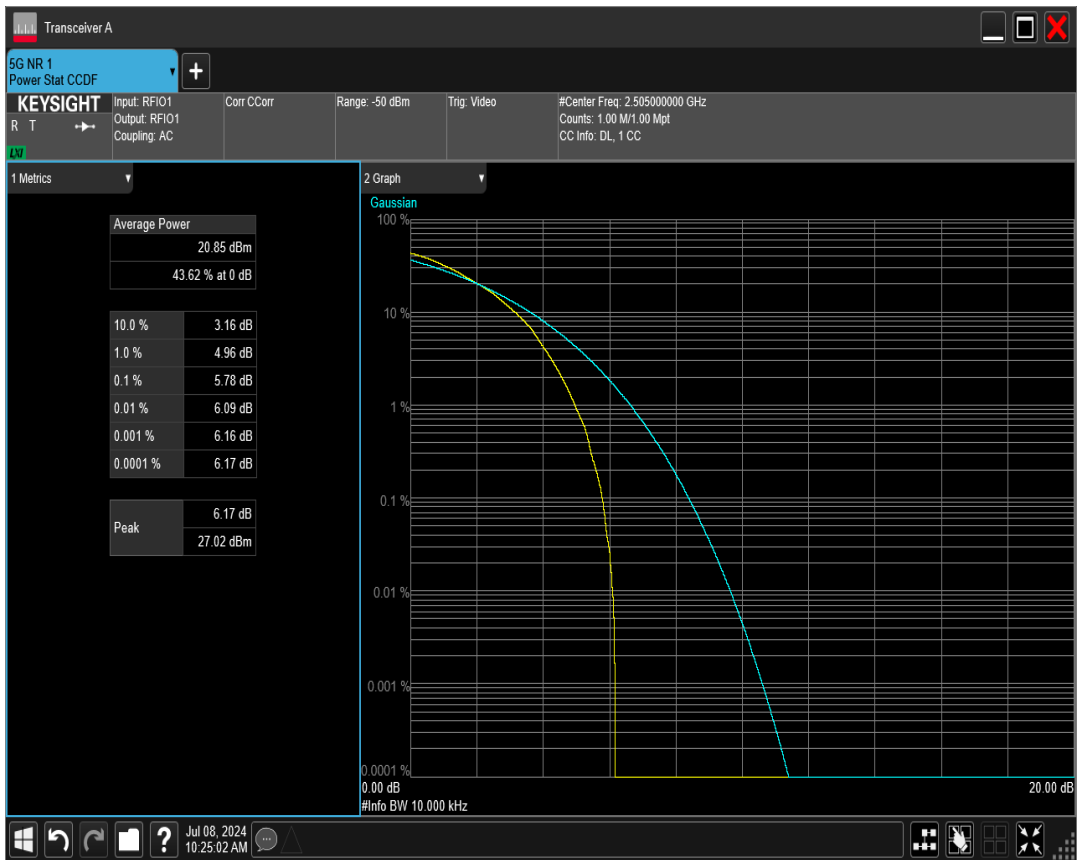 Transceiver A
5G NR 1
Power Stat CCDF
+
KEYSIGHT
R T
LXI
Input: RFIO1
Output: RFIO1
Coupling: AC
Corr CCorr
Range: -50 dBm
Trig: Video
#Center Freq: 2.505000000 GHz
Counts: 1.00 M/1.00 Mpt
CC Info: DL, 1 CC
1 Metrics
Average Power
20.85 dBm
43.62 % at 0 dB
10.0 % 3.16 dB
1.0 % 4.96 dB
0.1 % 5.78 dB
0.01 % 6.09 dB
0.001 % 6.16 dB
0.0001 % 6.17 dB
Peak
6.17 dB
27.02 dBm
2 Graph
Gaussian
100 %
10 %
1 %
0.1 %
0.01 %
0.001 %
0.0001 %
0.00 dB 20.00 dB
#Info BW 10.000 kHz
?
Jul 08, 2024
10:25:02 AM